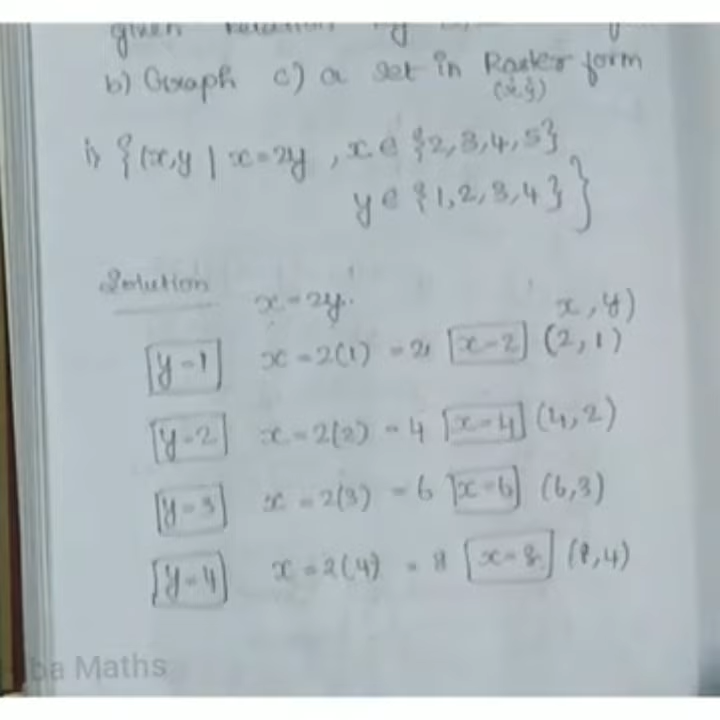 given
b) Graph c) a set in Roster form
({ })
i) {(x,y | x=2y , x ∈ {2,3,4,5}
y ∈ {1,2,3,4}}
Solution
x = 2y.
x , y)
y = 1 x = 2(1) = 2 x = 2 (2,1)
y = 2 x = 2(2) = 4 x = 4 (4,2)
y = 3 x = 2(3) = 6 x = 6 (6,3)
y = 4 x = 2(4) = 8 x = 8 (8,4)
ba Maths